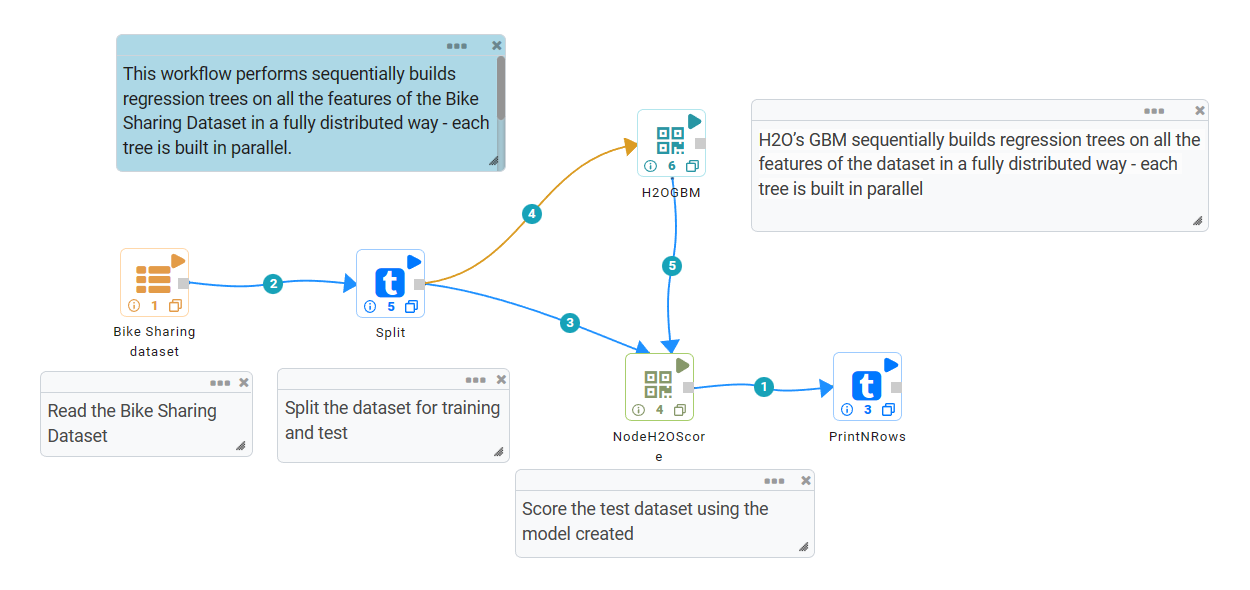 This workflow performs sequentially builds
regression trees on all the features of the Bike
Sharing Dataset in a fully distributed way - each
tree is built in parallel.
H2O’s GBM sequentially builds regression trees on all the
features of the dataset in a fully distributed way - each
tree is built in parallel
6
H2OGBM
4
5
2
1
Bike Sharing
dataset
t
5
Split
3
4
NodeH2OScor
e
1
t
3
PrintNRows
Read the Bike Sharing
Dataset
Split the dataset for training
and test
Score the test dataset using the
model created